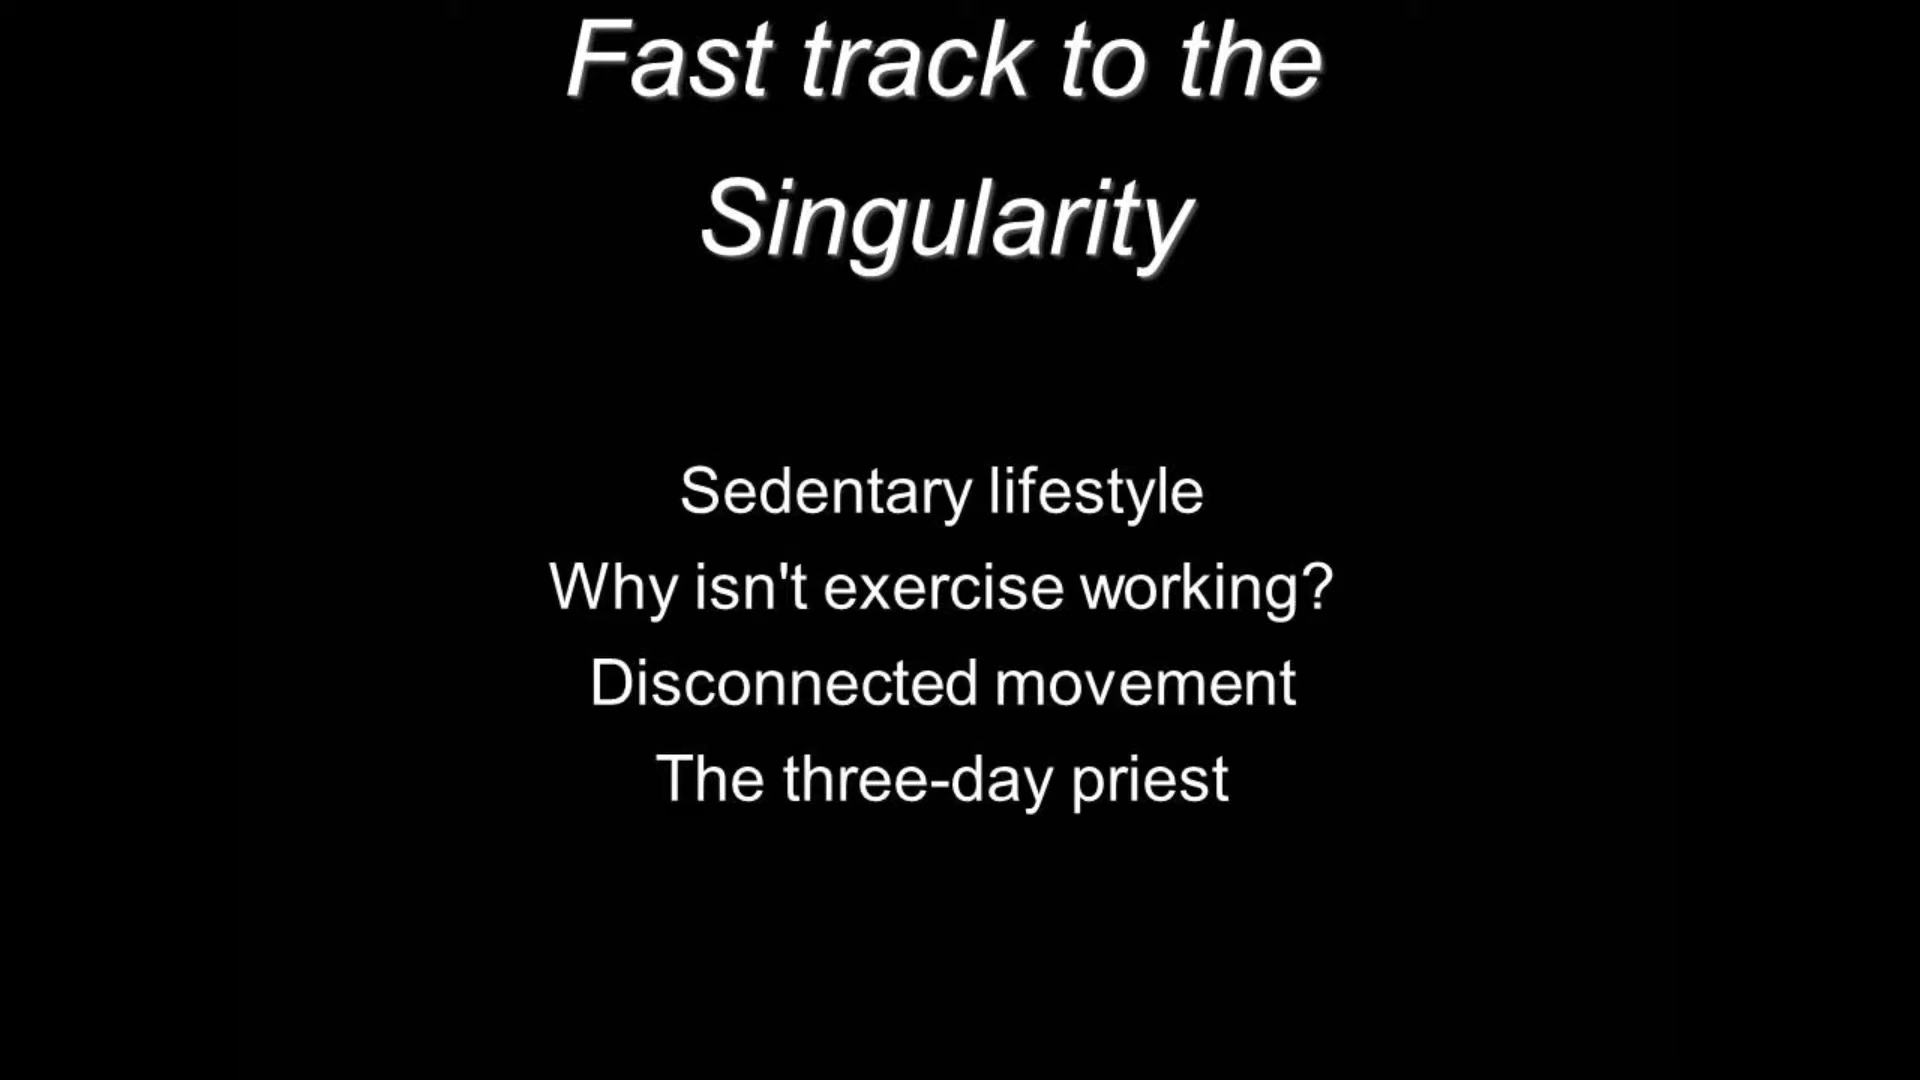 Fast track to the
Singularity
Sedentary lifestyle
Why isn't exercise working?
Disconnected movement
The three-day priest